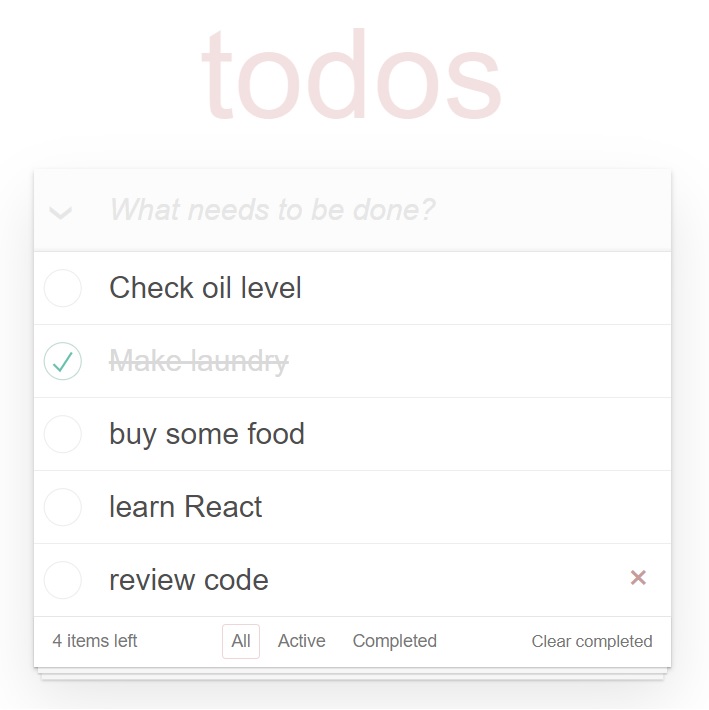 todos
What needs to be done?
Check oil level
Make laundry
buy some food
learn React
review code
4 items left All Active Completed Clear completed